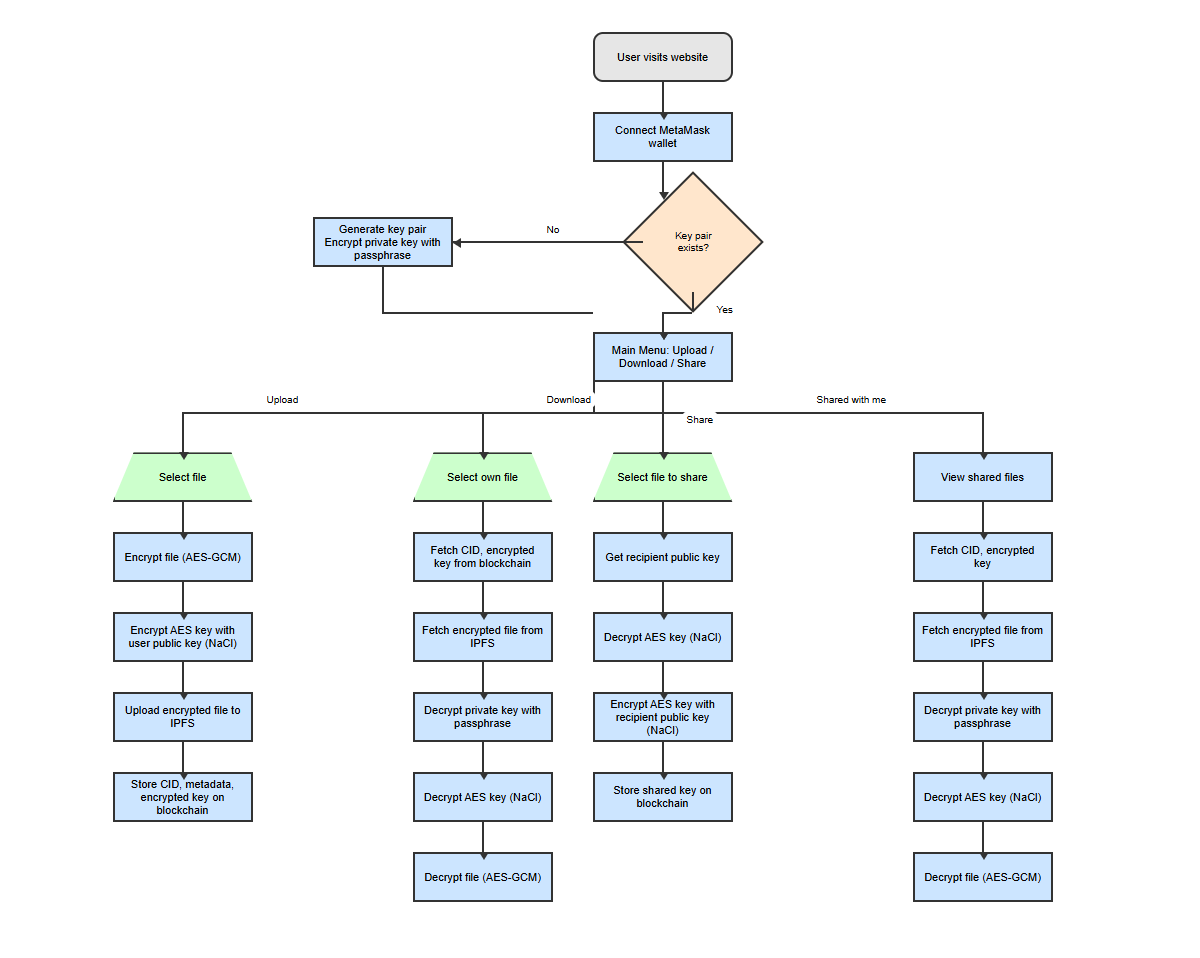 User visits website
Connect MetaMask
wallet
Generate key pair
Encrypt private key with
passphrase
No
Key pair
exists?
Yes
Main Menu: Upload /
Download / Share
Upload
Download
Share
Shared with me
Select file
Select own file
Select file to share
View shared files
Encrypt file (AES-GCM)
Fetch CID, encrypted
key from blockchain
Get recipient public key
Fetch CID, encrypted
key
Encrypt AES key with
user public key (NaCl)
Fetch encrypted file from
IPFS
Decrypt AES key (NaCl)
Fetch encrypted file from
IPFS
Upload encrypted file to
IPFS
Decrypt private key with
passphrase
Encrypt AES key with
recipient public key
(NaCl)
Decrypt private key with
passphrase
Store CID, metadata,
encrypted key on
blockchain
Decrypt AES key (NaCl)
Store shared key on
blockchain
Decrypt AES key (NaCl)
Decrypt file (AES-GCM)
Decrypt file (AES-GCM)